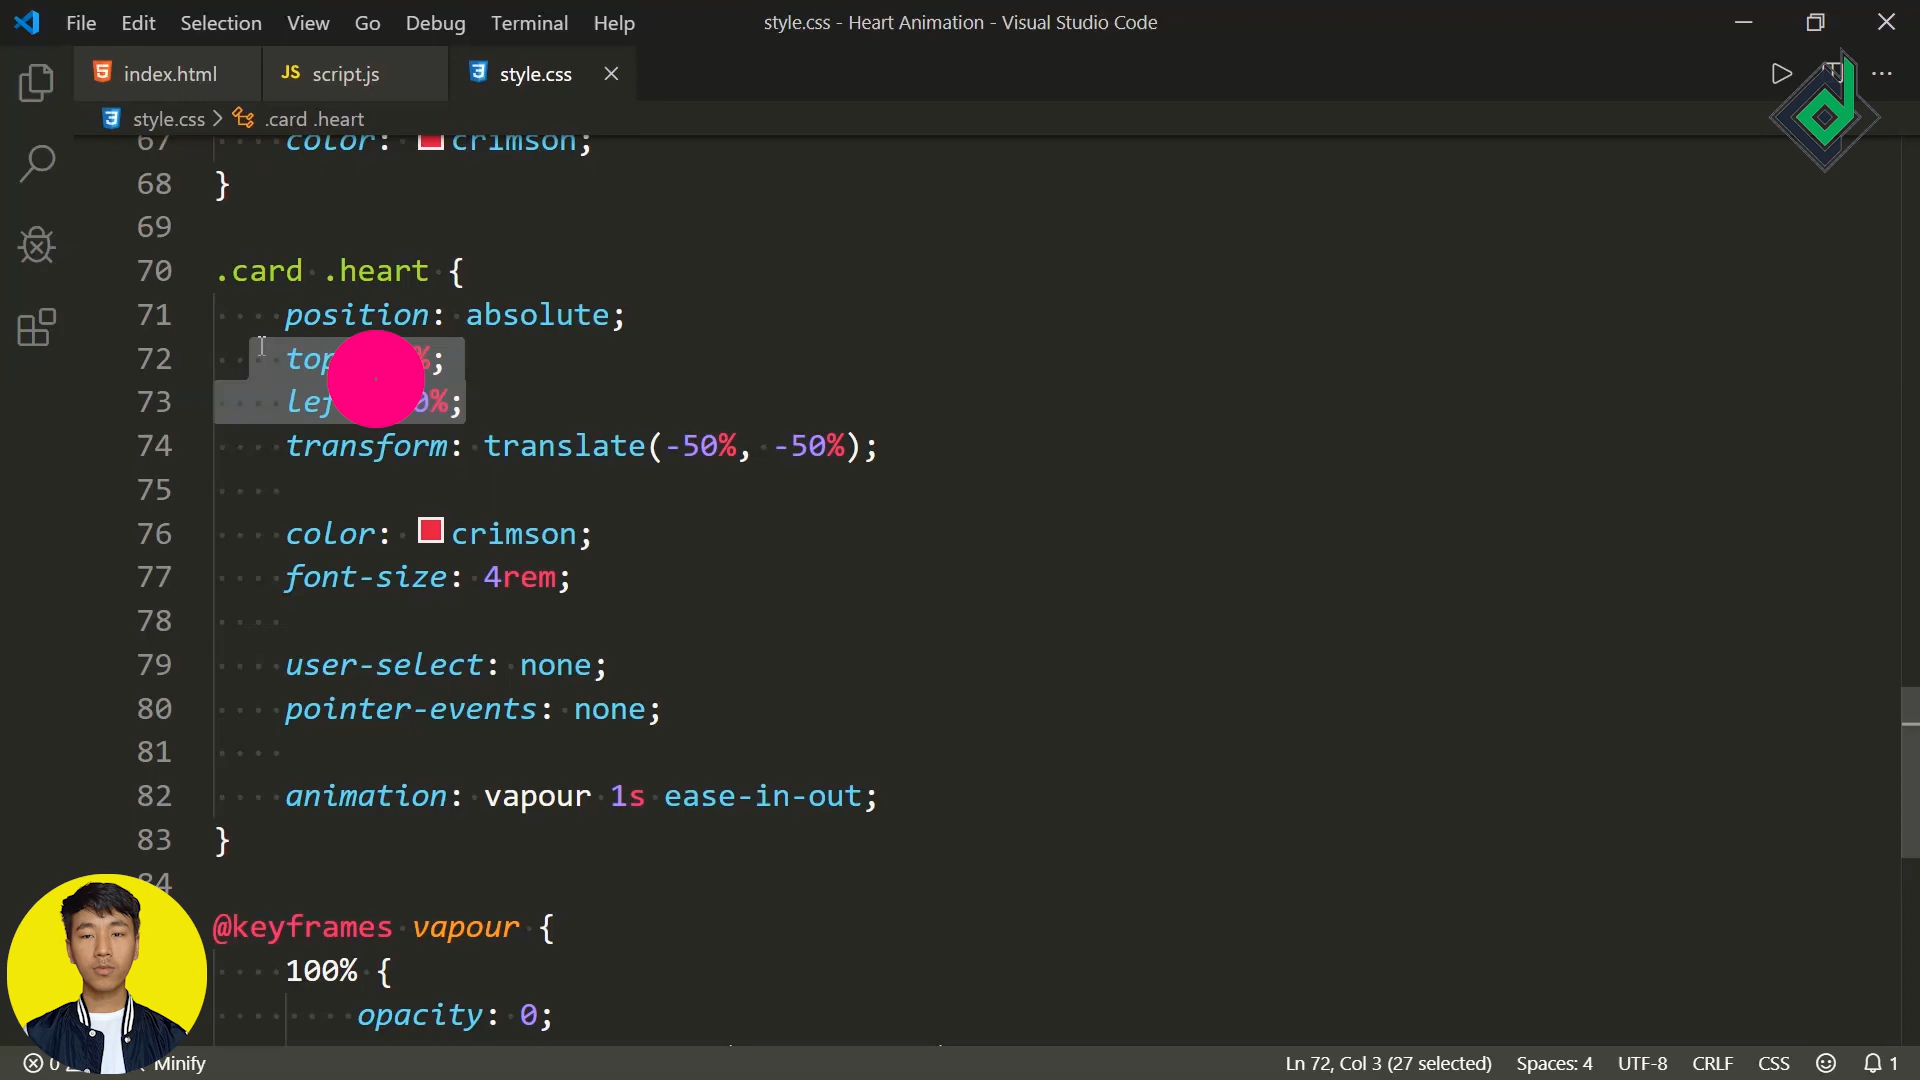 File Edit Selection View Go Debug Terminal Help
style.css - Heart Animation - Visual Studio Code
index.html
JS script.js
style.css
style.css > .card .heart
67 color: crimson;
68 }
69
70 .card .heart {
71 position: absolute;
72 %;
73 0%;
74 transform: translate(-50%, -50%);
75
76 color: crimson;
77 font-size: 4rem;
78
79 user-select: none;
80 pointer-events: none;
81
82 animation: vapour 1s ease-in-out;
83 }
84
@keyframes vapour {
100% {
opacity: 0;
0 Minify
Ln 72, Col 3 (27 selected) Spaces: 4 UTF-8 CRLF CSS 1